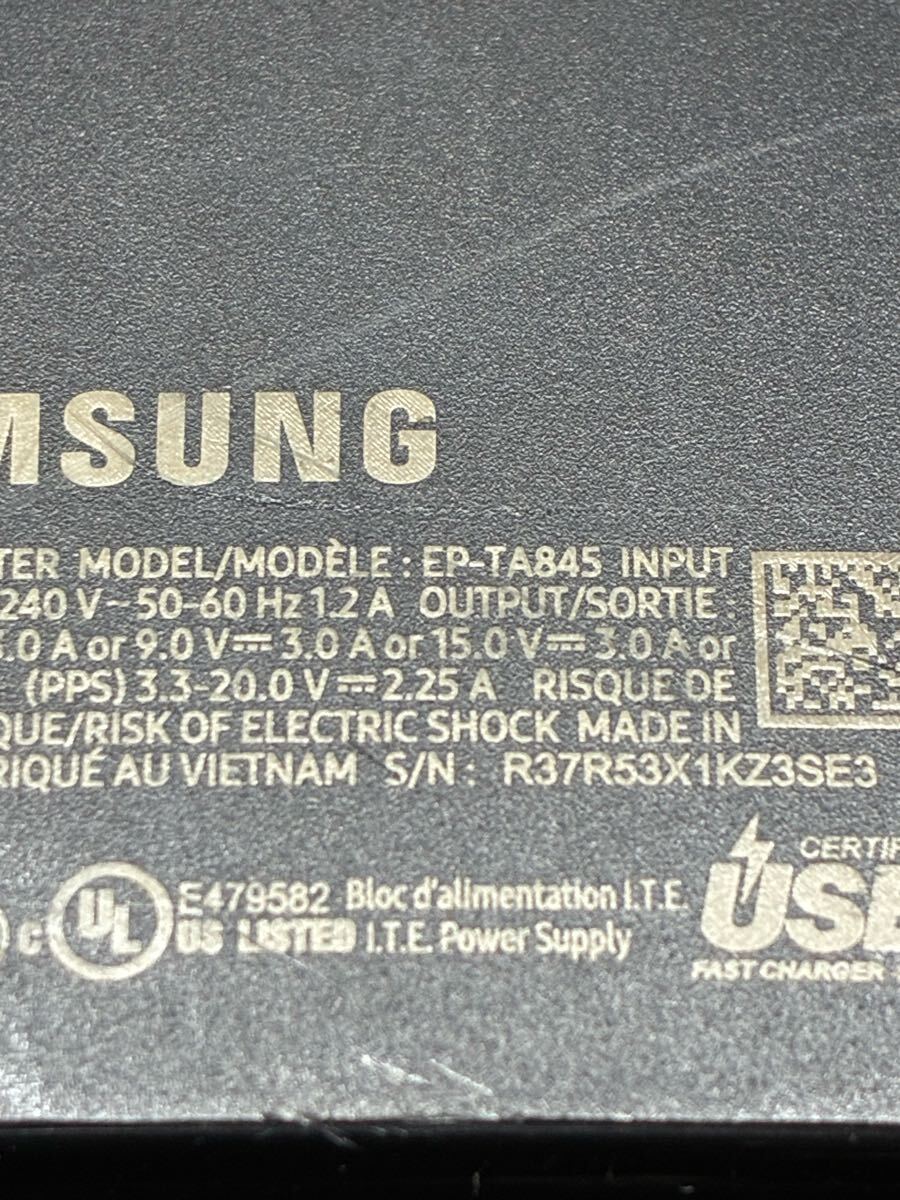 MSUNG
TER MODEL/MODÈLE : EP-TA845 INPUT
240 V~50-60 Hz 1.2 A OUTPUT/SORTIE :
.0 A or 9.0 V⎓3.0 A or 15.0 V⎓3.0 A or
(PPS) 3.3-20.0 V⎓2.25 A RISQUE DE
QUE/RISK OF ELECTRIC SHOCK MADE IN
RIQUÉ AU VIETNAM S/N : R37R53X1KZ3SE3
CERTIF
c UL E479582 Bloc d'alimentation I.T.E. USB
US LISTED I.T.E. Power Supply FAST CHARGER